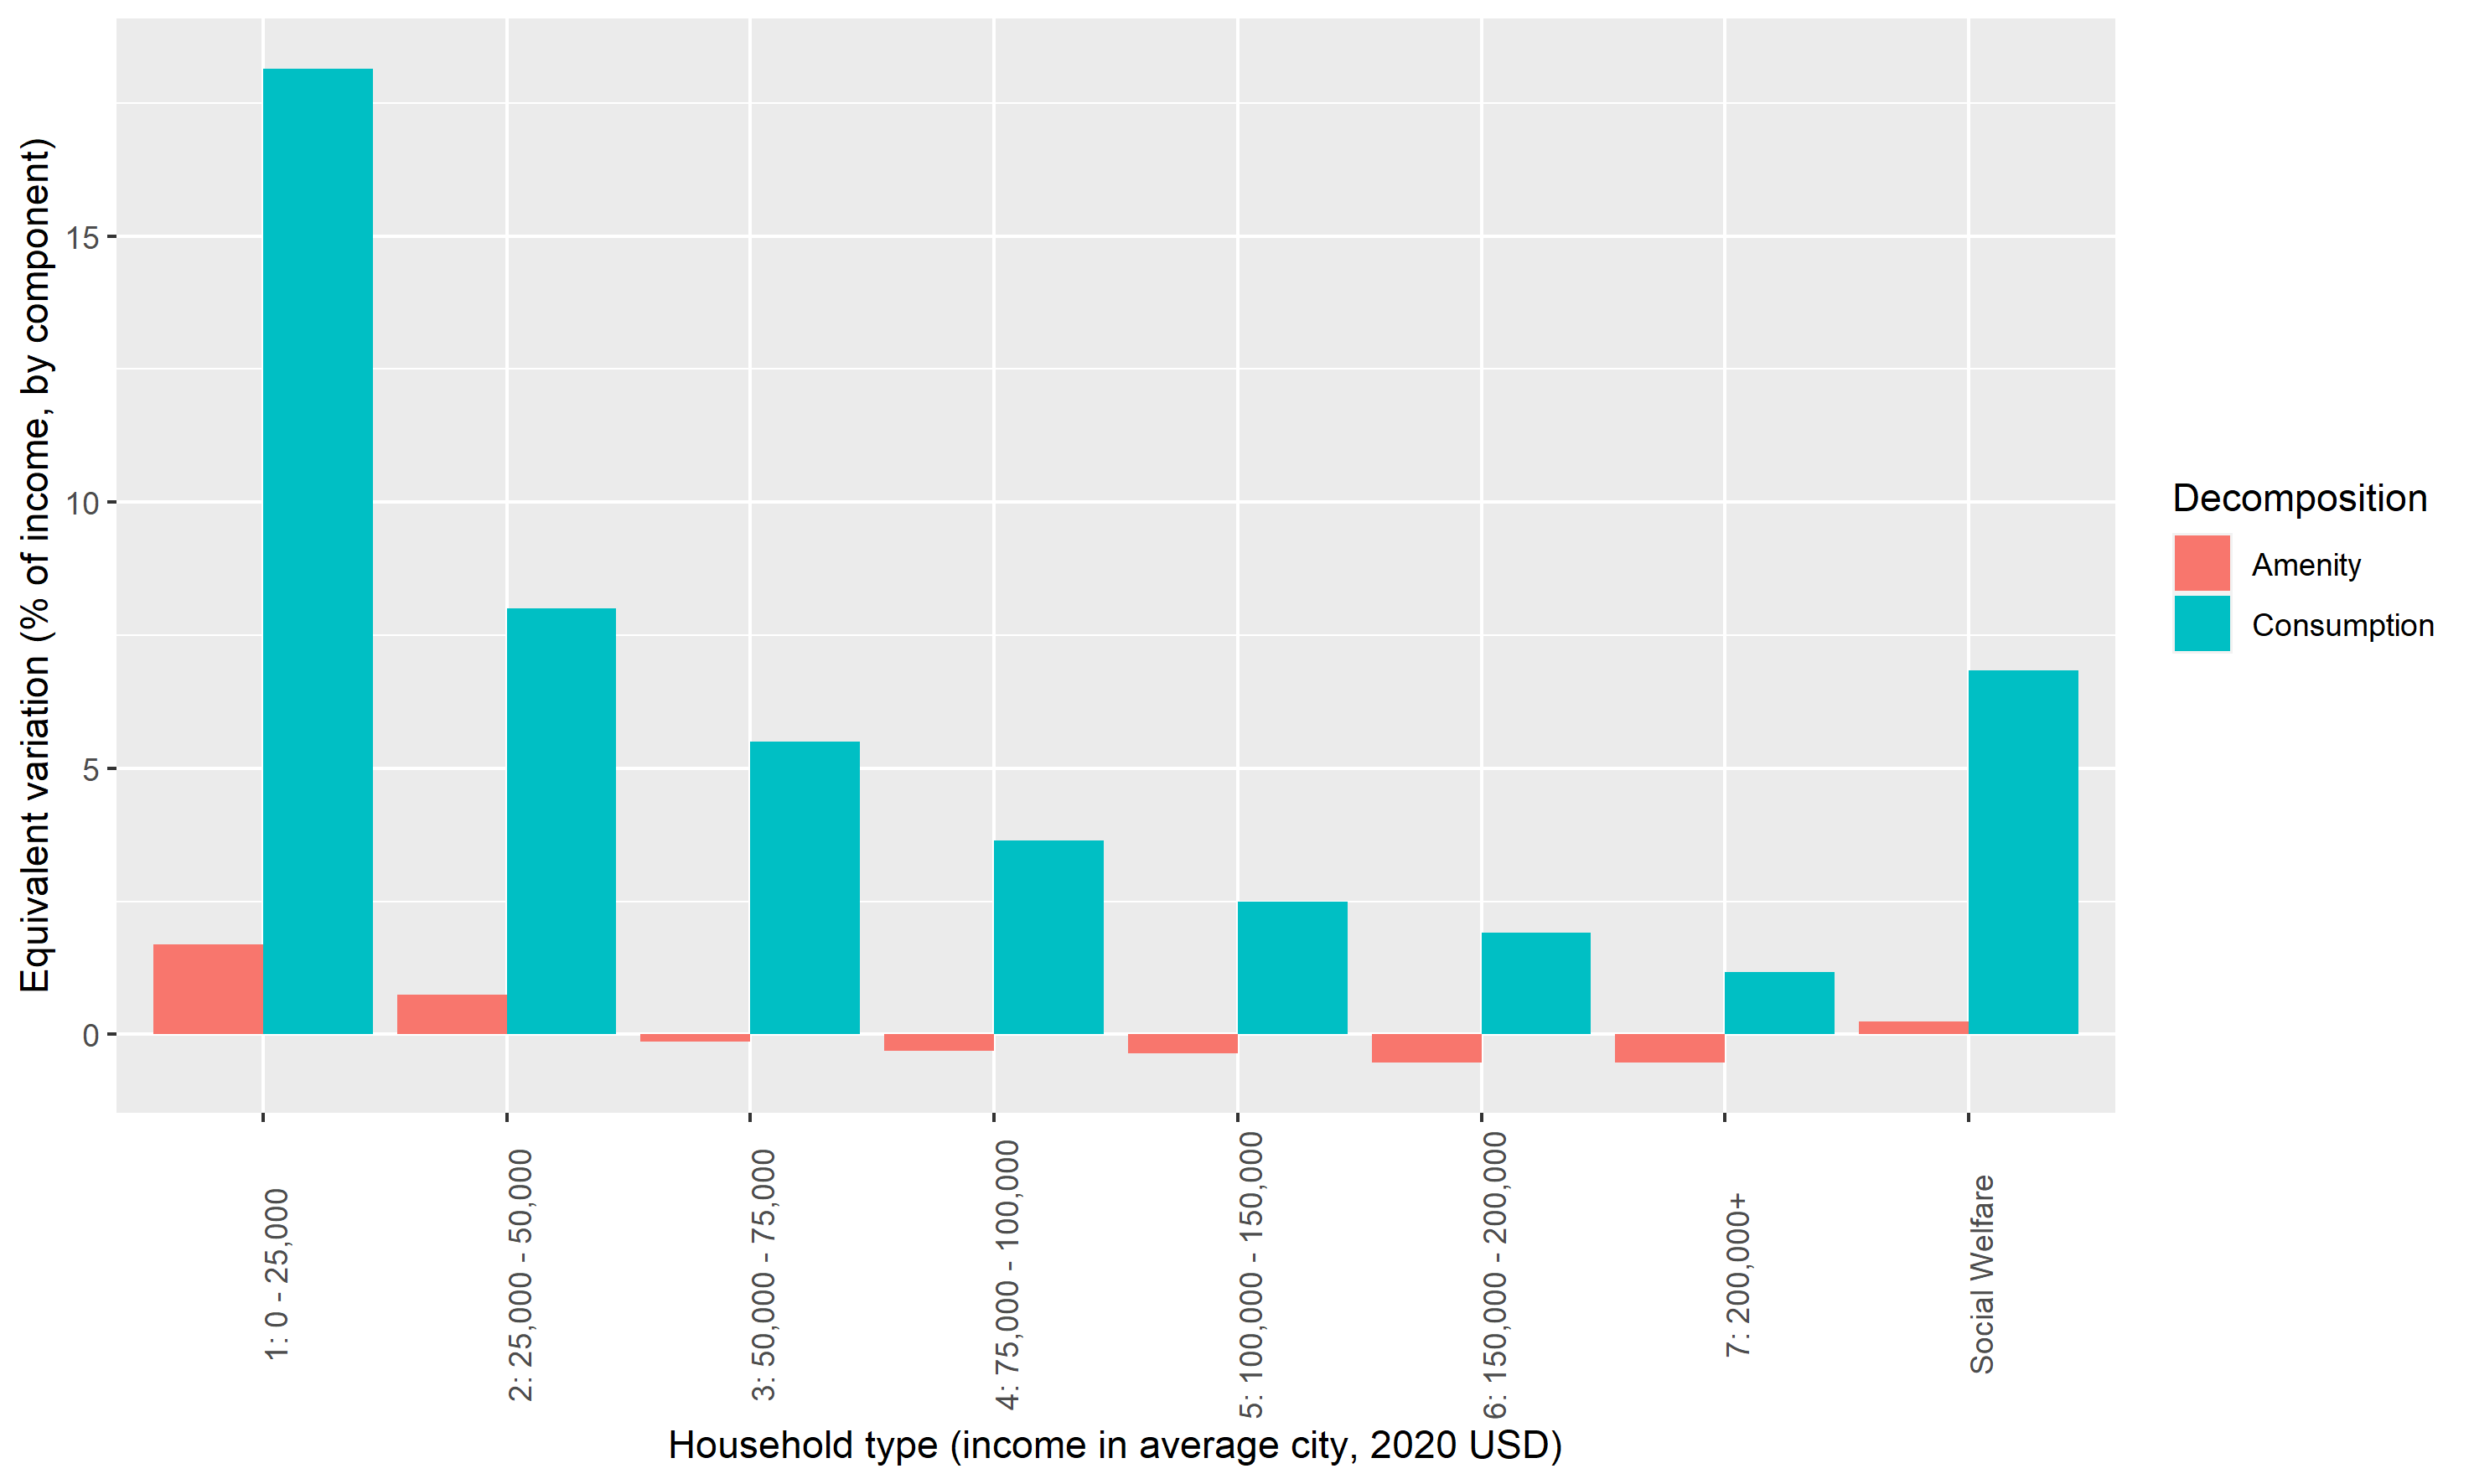 Equivalent variation (% of income, by component)
15
10
5
0
1: 0 - 25,000
2: 25,000 - 50,000
3: 50,000 - 75,000
4: 75,000 - 100,000
5: 100,000 - 150,000
6: 150,000 - 200,000
7: 200,000+
Social Welfare
Household type (income in average city, 2020 USD)
Decomposition
Amenity
Consumption